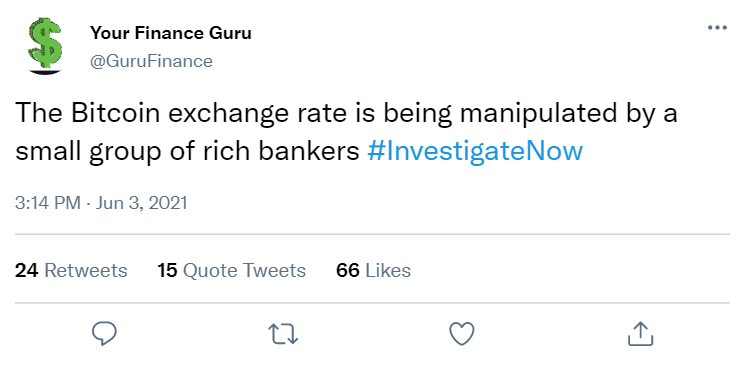 Your Finance Guru
@GuruFinance
The Bitcoin exchange rate is being manipulated by a
small group of rich bankers #InvestigateNow
3:14 PM · Jun 3, 2021
24 Retweets 15 Quote Tweets 66 Likes